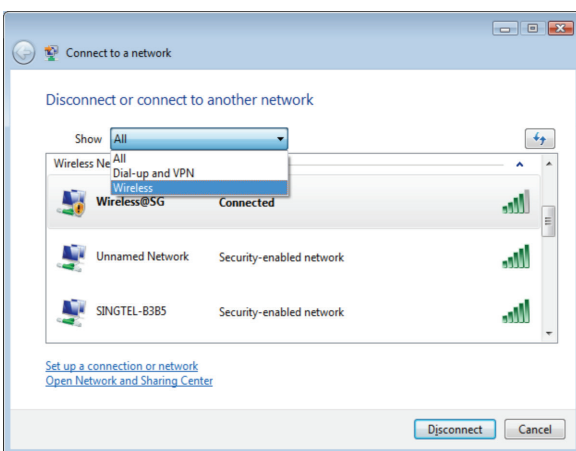 Connect to a network
Disconnect or connect to another network
Show All
All
Dial-up and VPN
Wireless
Wireless Ne
Wireless@SG Connected
Unnamed Network Security-enabled network
SINGTEL-B3B5 Security-enabled network
Set up a connection or network
Open Network and Sharing Center
Disconnect Cancel